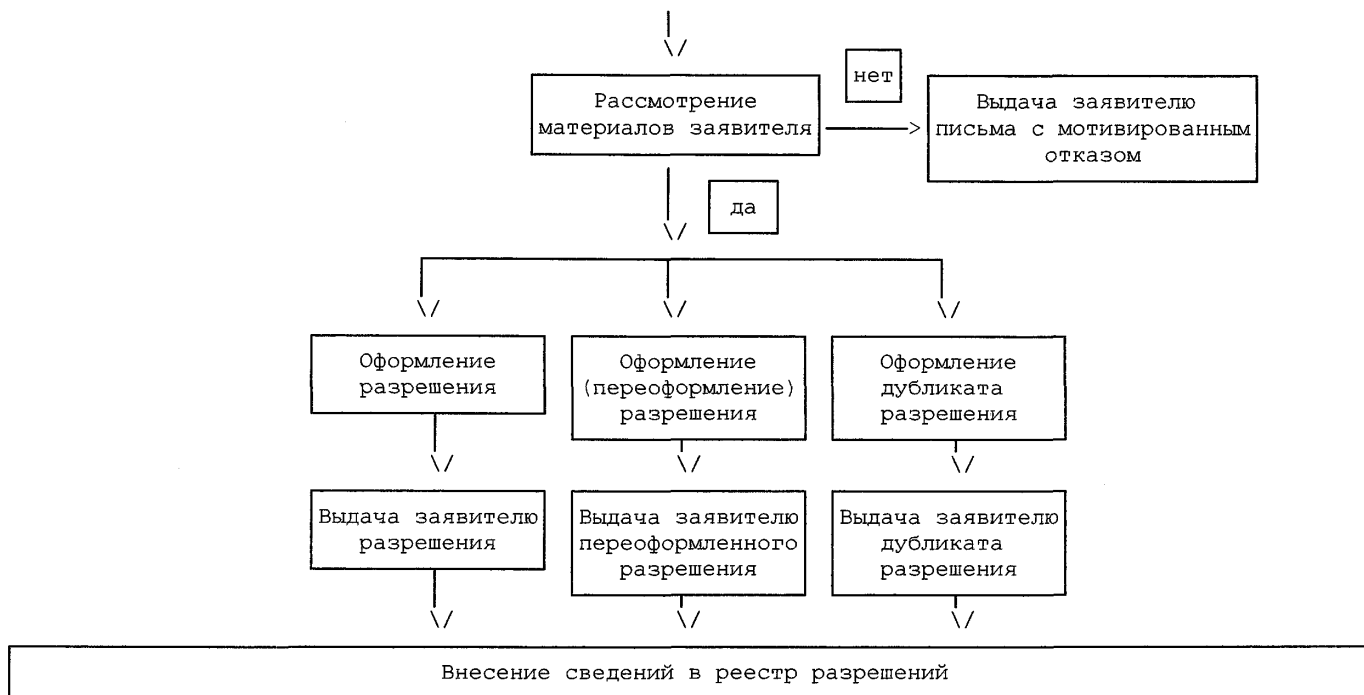 нет
Рассмотрение
материалов заявителя
Выдача заявителю
письма с мотивированным
отказом
да
Оформление
разрешения
Оформление
(переоформление)
разрешения
Оформление
дубликата
разрешения
Выдача заявителю
разрешения
Выдача заявителю
переоформленного
разрешения
Выдача заявителю
дубликата
разрешения
Внесение сведений в реестр разрешений